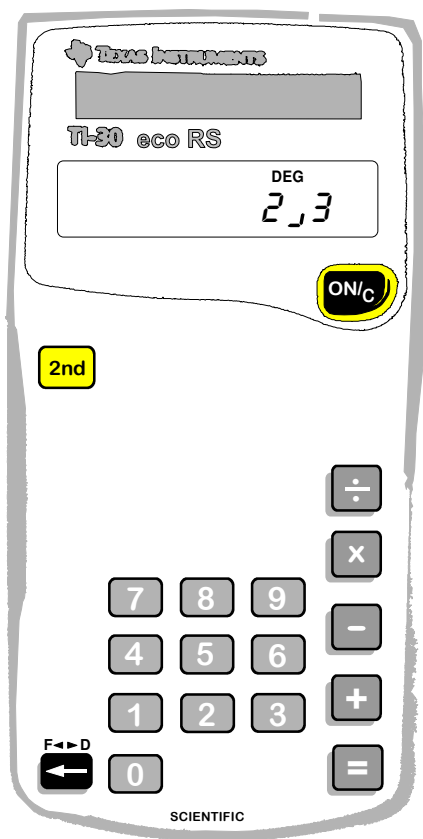 TEXAS INSTRUMENTS
TI-30 eco RS
DEG
2⌟3
ON/C
2nd
÷
×
7 8 9
−
4 5 6
+
1 2 3
F◄►D
←
0
=
SCIENTIFIC